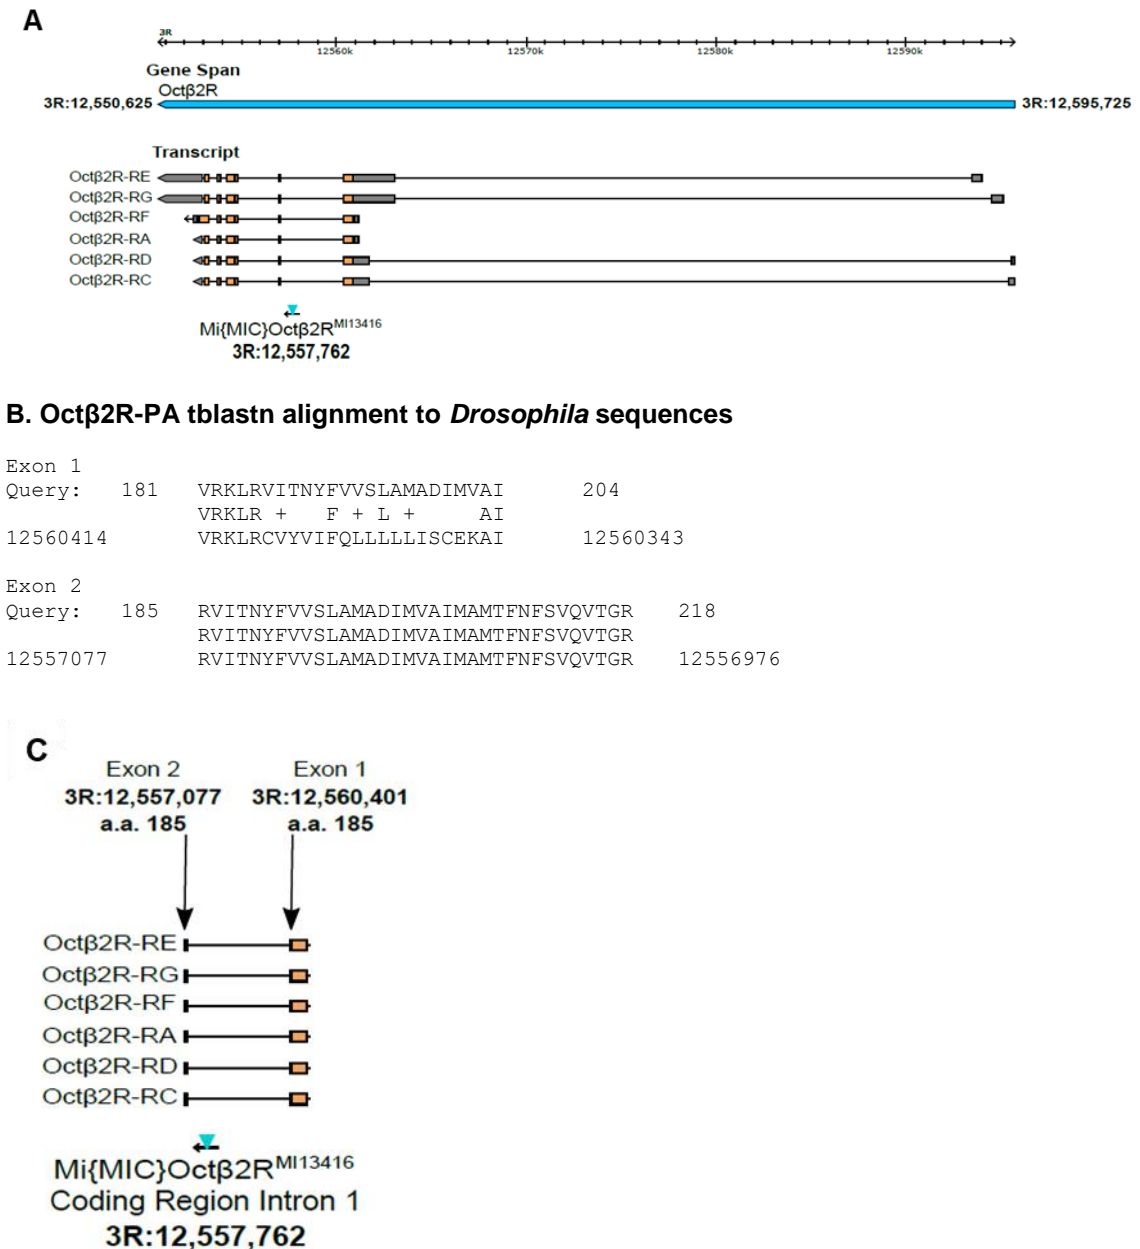 A
3R
12560k 12570k 12580k 12590k
Gene Span
Octβ2R
3R:12,550,625 3R:12,595,725
Transcript
Octβ2R-RE
Octβ2R-RG
Octβ2R-RF
Octβ2R-RA
Octβ2R-RD
Octβ2R-RC
Mi{MIC}Octβ2RMI13416
3R:12,557,762
B. Octβ2R-PA tblastn alignment to Drosophila sequences
Exon 1
Query: 181 VRKLRVITNYFVVSLAMADIMVAI 204
VRKLR + F + L + AI
12560414 VRKLRCVYVIFQLLLLLISCEKAI 12560343
Exon 2
Query: 185 RVITNYFVVSLAMADIMVAIMAMTFNFSVQVTGR 218
RVITNYFVVSLAMADIMVAIMAMTFNFSVQVTGR
12557077 RVITNYFVVSLAMADIMVAIMAMTFNFSVQVTGR 12556976
C
Exon 2 Exon 1
3R:12,557,077 3R:12,560,401
a.a. 185 a.a. 185
Octβ2R-RE
Octβ2R-RG
Octβ2R-RF
Octβ2R-RA
Octβ2R-RD
Octβ2R-RC
Mi{MIC}Octβ2RMI13416
Coding Region Intron 1
3R:12,557,762